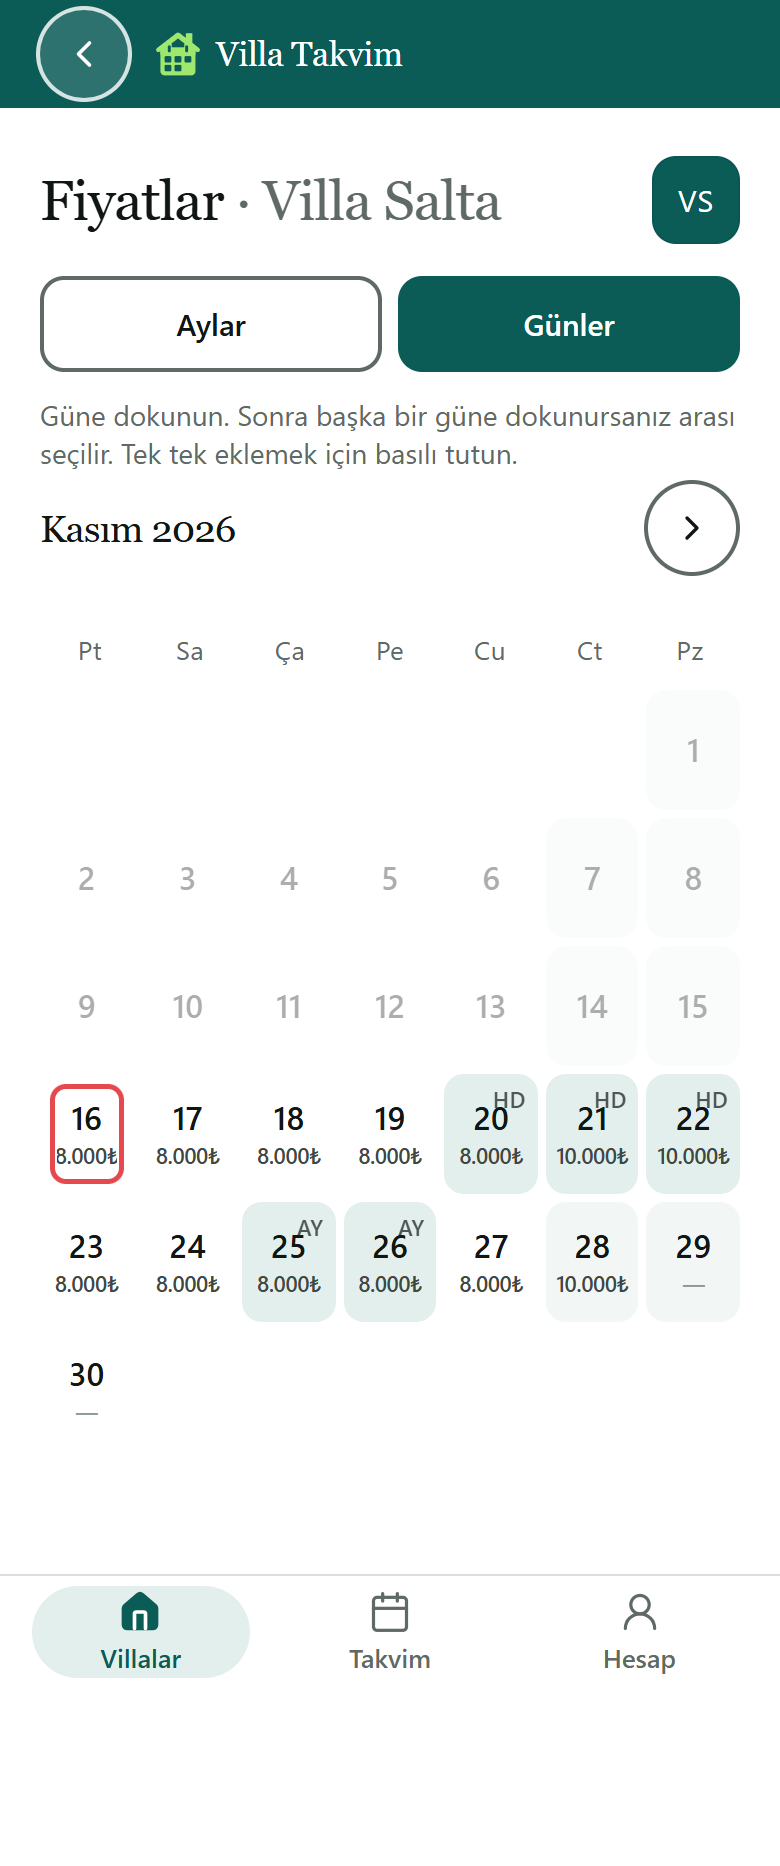 Villa Takvim
Fiyatlar · Villa Salta
VS
Aylar
Günler
Güne dokunun. Sonra başka bir güne dokunursanız arası
seçilir. Tek tek eklemek için basılı tutun.
Kasım 2026
Pt Sa Ça Pe Cu Ct Pz
1
2 3 4 5 6 7 8
9 10 11 12 13 14 15
HD HD HD
16 17 18 19 20 21 22
8.000₺ 8.000₺ 8.000₺ 8.000₺ 8.000₺ 10.000₺ 10.000₺
AY AY
23 24 25 26 27 28 29
8.000₺ 8.000₺ 8.000₺ 8.000₺ 8.000₺ 10.000₺ —
30
—
Villalar Takvim Hesap